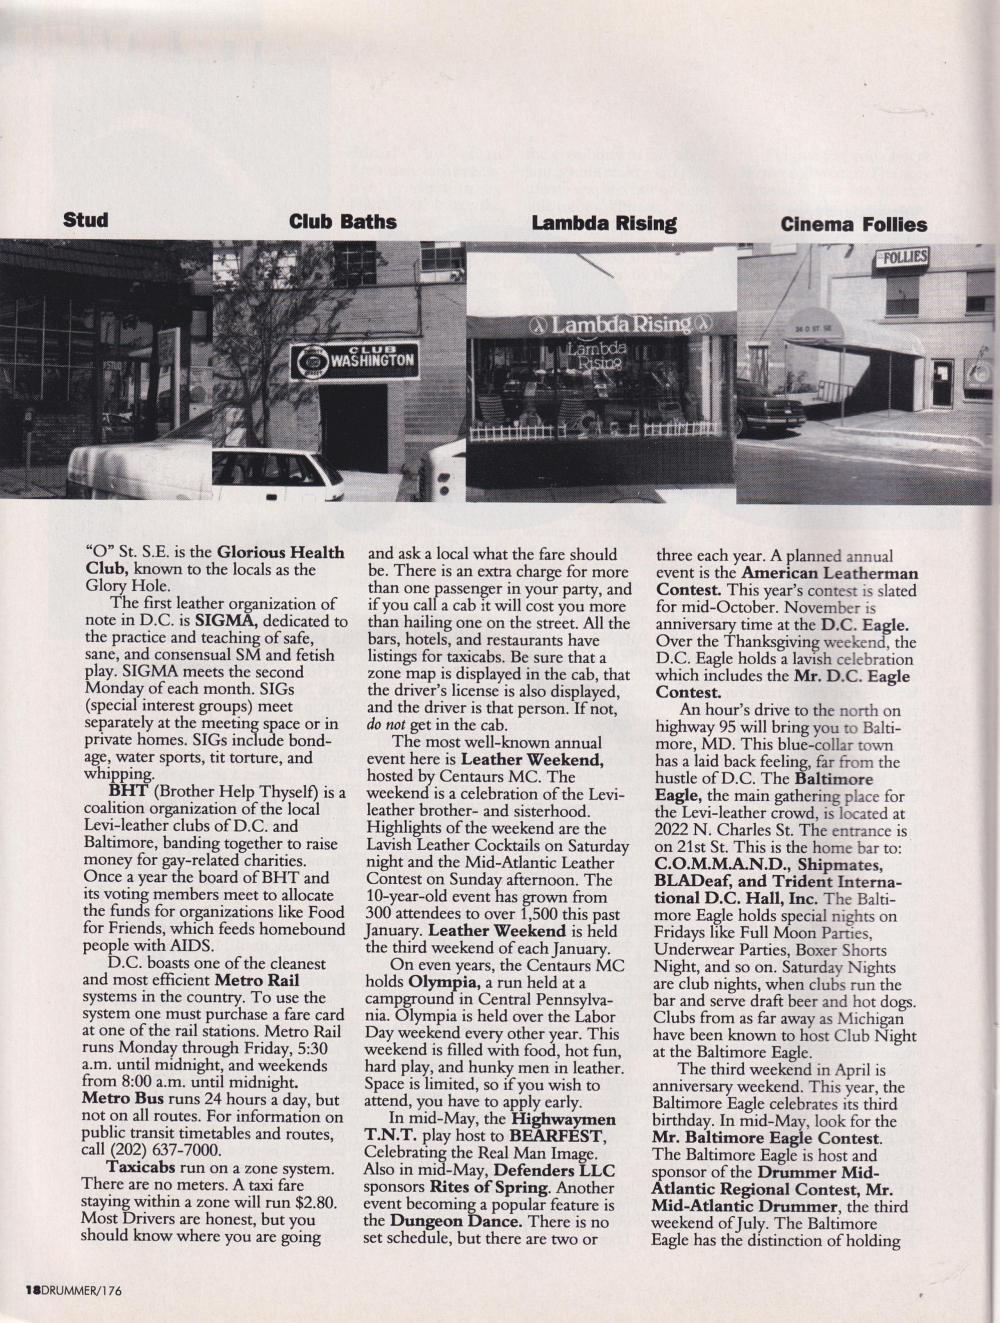 Stud
Club Baths
Lambda Rising
Cinema Follies
CLUB
WASHINGTON
Lambda Rising
Lambda
Rising
FOLLIES
"O" St. S.E. is the Glorious Health
Club, known to the locals as the
Glory Hole.
The first leather organization of
note in D.C. is SIGMA, dedicated to
the practice and teaching of safe,
sane, and consensual SM and fetish
play. SIGMA meets the second
Monday of each month. SIGs
(special interest groups) meet
separately at the meeting space or in
private homes. SIGs include bond-
age, water sports, tit torture, and
whipping.
BHT (Brother Help Thyself) is a
coalition organization of the local
Levi-leather clubs of D.C. and
Baltimore, banding together to raise
money for gay-related charities.
Once a year the board of BHT and
its voting members meet to allocate
the funds for organizations like Food
for Friends, which feeds homebound
people with AIDS.
D.C. boasts one of the cleanest
and most efficient Metro Rail
systems in the country. To use the
system one must purchase a fare card
at one of the rail stations. Metro Rail
runs Monday through Friday, 5:30
a.m. until midnight, and weekends
from 8:00 a.m. until midnight.
Metro Bus runs 24 hours a day, but
not on all routes. For information on
public transit timetables and routes,
call (202) 637-7000.
Taxicabs run on a zone system.
There are no meters. A taxi fare
staying within a zone will run $2.80.
Most Drivers are honest, but you
should know where you are going
and ask a local what the fare should
be. There is an extra charge for more
than one passenger in your party, and
if you call a cab it will cost you more
than hailing one on the street. All the
bars, hotels, and restaurants have
listings for taxicabs. Be sure that a
zone map is displayed in the cab, that
the driver's license is also displayed,
and the driver is that person. If not,
do not get in the cab.
The most well-known annual
event here is Leather Weekend,
hosted by Centaurs MC. The
weekend is a celebration of the Levi-
leather brother- and sisterhood.
Highlights of the weekend are the
Lavish Leather Cocktails on Saturday
night and the Mid-Atlantic Leather
Contest on Sunday afternoon. The
10-year-old event has grown from
300 attendees to over 1,500 this past
January. Leather Weekend is held
the third weekend of each January.
On even years, the Centaurs MC
holds Olympia, a run held at a
campground in Central Pennsylva-
nia. Olympia is held over the Labor
Day weekend every other year. This
weekend is filled with food, hot fun,
hard play, and hunky men in leather.
Space is limited, so if you wish to
attend, you have to apply early.
In mid-May, the Highwaymen
T.N.T. play host to BEARFEST,
Celebrating the Real Man Image.
Also in mid-May, Defenders LLC
sponsors Rites of Spring. Another
event becoming a popular feature is
the Dungeon Dance. There is no
set schedule, but there are two or
three each year. A planned annual
event is the American Leatherman
Contest. This year's contest is slated
for mid-October. November is
anniversary time at the D.C. Eagle.
Over the Thanksgiving weekend, the
D.C. Eagle holds a lavish celebration
which includes the Mr. D.C. Eagle
Contest.
An hour's drive to the north on
highway 95 will bring you to Balti-
more, MD. This blue-collar town
has a laid back feeling, far from the
hustle of D.C. The Baltimore
Eagle, the main gathering place for
the Levi-leather crowd, is located at
2022 N. Charles St. The entrance is
on 21st St. This is the home bar to:
C.O.M.M.A.N.D., Shipmates,
BLADeaf, and Trident Interna-
tional D.C. Hall, Inc. The Balti-
more Eagle holds special nights on
Fridays like Full Moon Parties,
Underwear Parties, Boxer Shorts
Night, and so on. Saturday Nights
are club nights, when clubs run the
bar and serve draft beer and hot dogs.
Clubs from as far away as Michigan
have been known to host Club Night
at the Baltimore Eagle.
The third weekend in April is
anniversary weekend. This year, the
Baltimore Eagle celebrates its third
birthday. In mid-May, look for the
Mr. Baltimore Eagle Contest.
The Baltimore Eagle is host and
sponsor of the Drummer Mid-
Atlantic Regional Contest, Mr.
Mid-Atlantic Drummer, the third
weekend of July. The Baltimore
Eagle has the distinction of holding
18DRUMMER/176